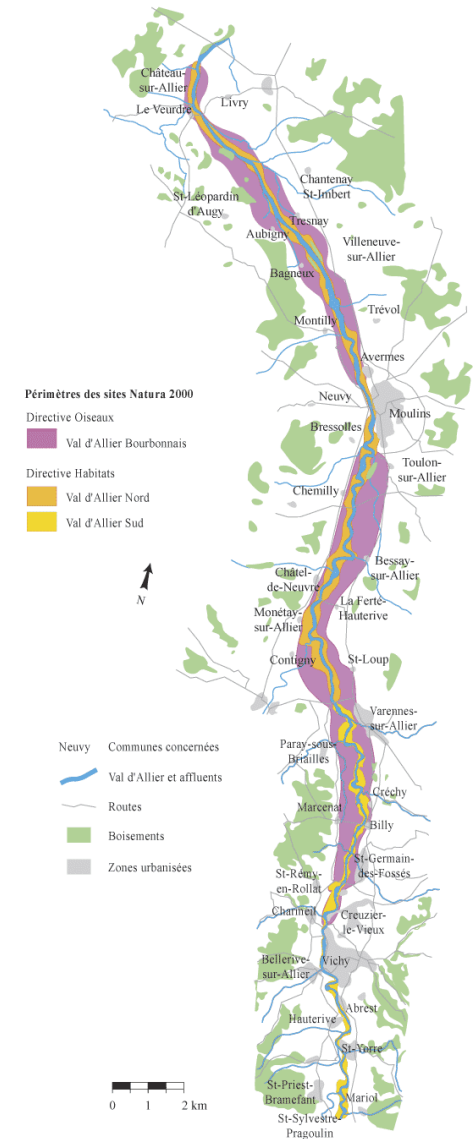 Château-
sur-Allier
Livry
Le Veurdre
Chantenay
St-Imbert
St-Léopardin
d'Augy
Tresnay
Aubigny
Villeneuve-
sur-Allier
Bagneux
Trévol
Montilly
Avermes
Périmètres des sites Natura 2000
Directive Oiseaux
Val d'Allier Bourbonnais
Directive Habitats
Val d'Allier Nord
Val d'Allier Sud
Neuvy
Moulins
Bressolles
Toulon-
sur-Allier
Chemilly
Bessay-
sur-Allier
Châtel-
de-Neuvre
La Ferté-
Hauterive
N
Monétay-
sur-Allier
Contigny
St-Loup
Varennes-
sur-Allier
Paray-sous-
Briailles
Neuvy
Communes concernées
Val d'Allier et affluents
Routes
Boisements
Zones urbanisées
Créchy
Marcenat
Billy
St-Germain-
des-Fossés
St-Rémy-
en-Rollat
Charmeil
Creuzier-
le-Vieux
Vichy
Bellerive-
sur-Allier
Abrest
Hauterive
St-Yorre
St-Priest-
Bramefant
Mariol
St-Sylvestre-
Pragoulin
0 1 2 km